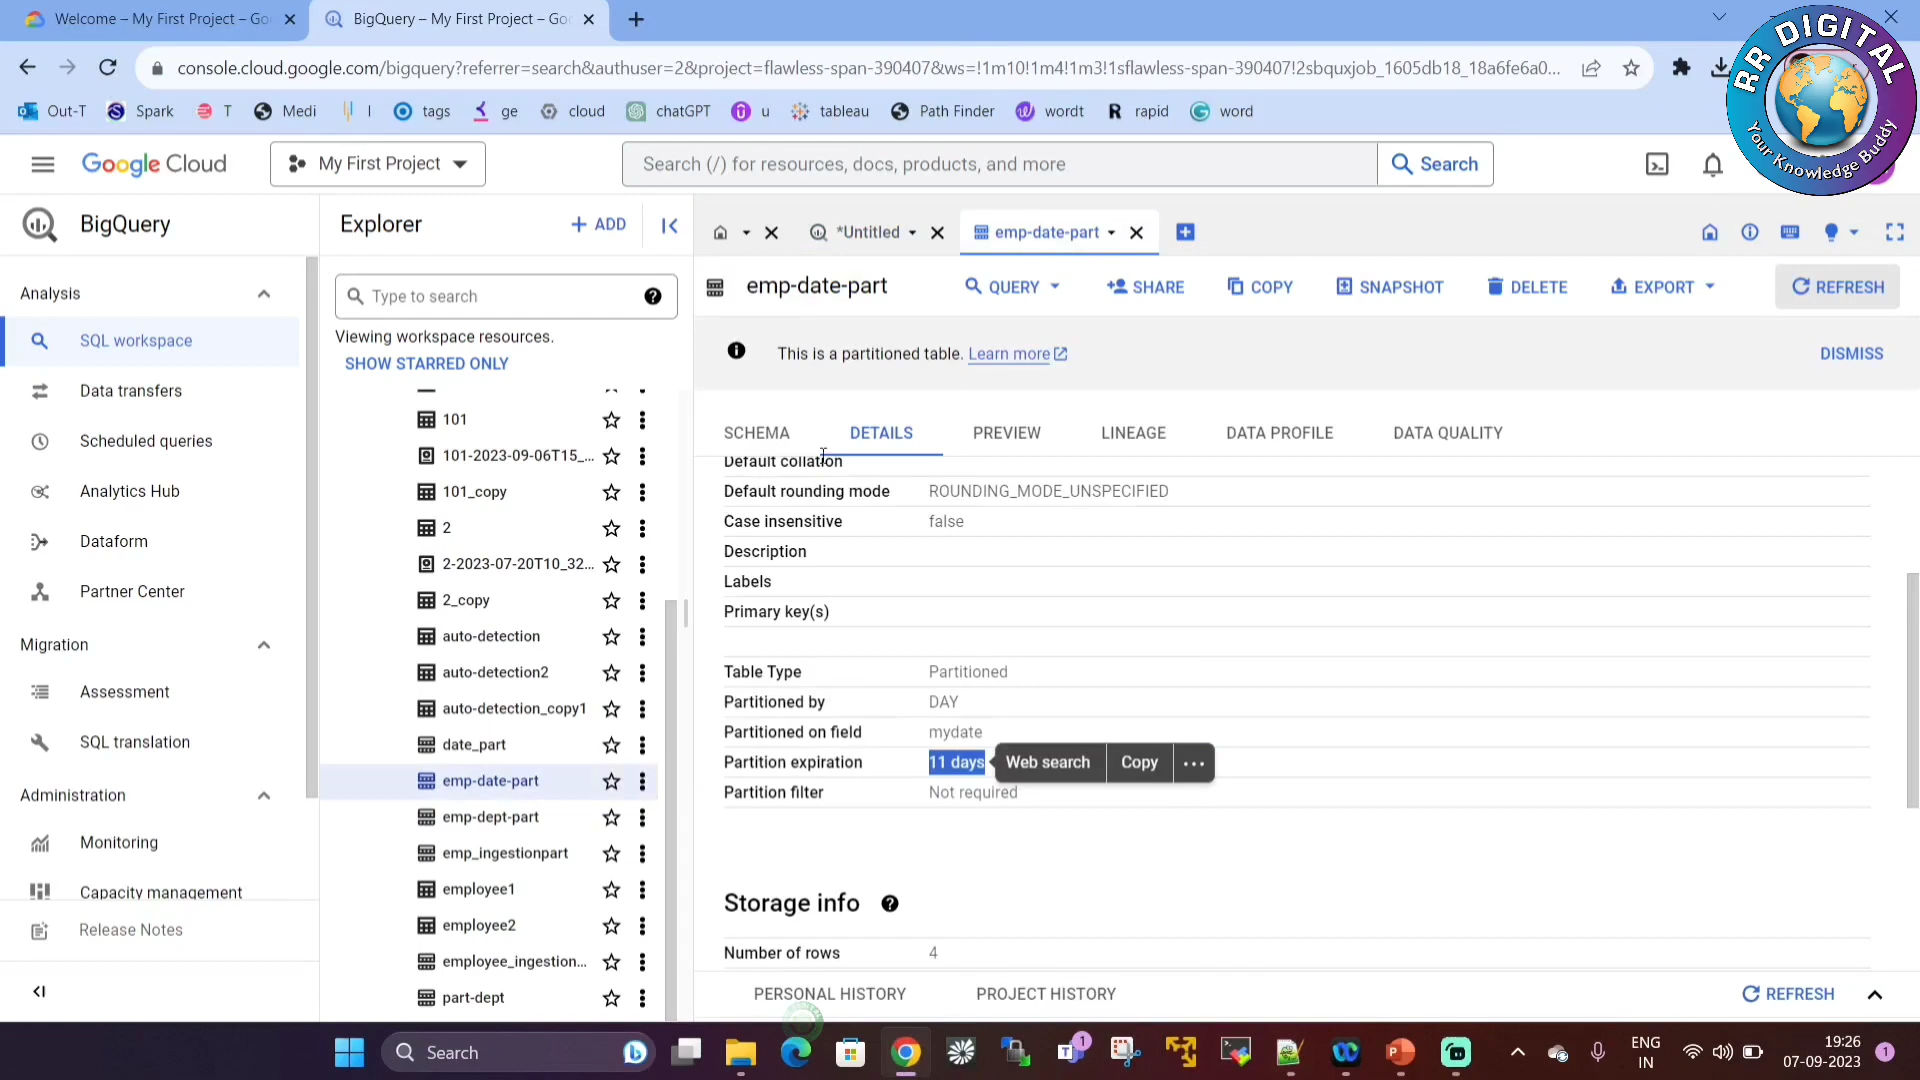 Welcome – My First Project – Go
BigQuery – My First Project – Goo
console.cloud.google.com/bigquery?referrer=search&authuser=2&project=flawless-span-390407&ws=!1m10!1m4!1m3!1sflawless-span-390407!2sbquxjob_1605db18_18a6fe6a0...
Out-T Spark T Medi I tags ge cloud chatGPT u tableau Path Finder wordt rapid word
RR DIGITAL
Your Knowledge Buddy
Google Cloud
My First Project
Search (/) for resources, docs, products, and more
Search
BigQuery
Analysis
SQL workspace
Data transfers
Scheduled queries
Analytics Hub
Dataform
Partner Center
Migration
Assessment
SQL translation
Administration
Monitoring
Capacity management
Release Notes
Explorer
+ ADD
Type to search
Viewing workspace resources.
SHOW STARRED ONLY
101
101-2023-09-06T15_...
101_copy
2
2-2023-07-20T10_32...
2_copy
auto-detection
auto-detection2
auto-detection_copy1
date_part
emp-date-part
emp-dept-part
emp_ingestionpart
employee1
employee2
employee_ingestion...
part-dept
*Untitled
emp-date-part
emp-date-part
QUERY
SHARE
COPY
SNAPSHOT
DELETE
EXPORT
REFRESH
This is a partitioned table. Learn more
DISMISS
SCHEMA DETAILS PREVIEW LINEAGE DATA PROFILE DATA QUALITY
Default collation
Default rounding mode ROUNDING_MODE_UNSPECIFIED
Case insensitive false
Description
Labels
Primary key(s)
Table Type Partitioned
Partitioned by DAY
Partitioned on field mydate
Partition expiration 11 days
Web search Copy ...
Partition filter Not required
Storage info
Number of rows 4
PERSONAL HISTORY PROJECT HISTORY
REFRESH
Search
1
ENG
IN
19:26
07-09-2023
1